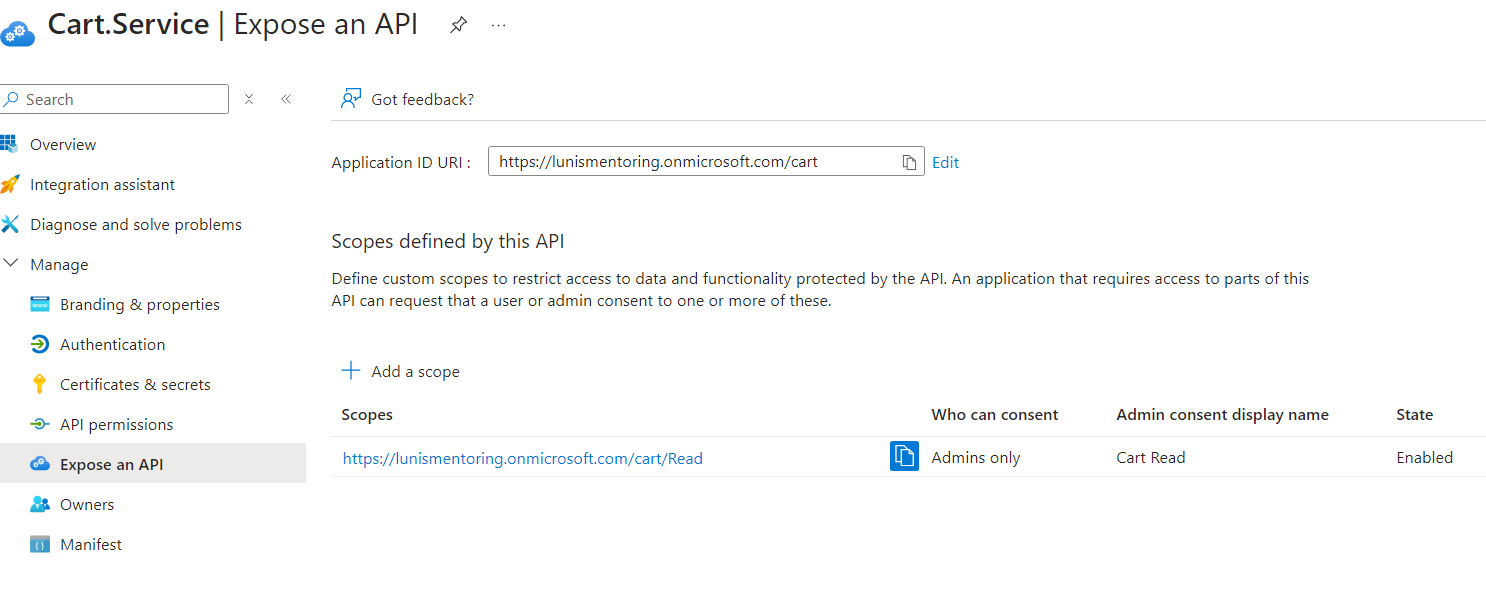 Cart.Service | Expose an API
Search
Got feedback?
Overview
Integration assistant
Diagnose and solve problems
Manage
Branding & properties
Authentication
Certificates & secrets
API permissions
Expose an API
Owners
Manifest
Application ID URI :
https://lunismentoring.onmicrosoft.com/cart
Edit
Scopes defined by this API
Define custom scopes to restrict access to data and functionality protected by the API. An application that requires access to parts of this
API can request that a user or admin consent to one or more of these.
Add a scope
Scopes Who can consent Admin consent display name State
https://lunismentoring.onmicrosoft.com/cart/Read Admins only Cart Read Enabled